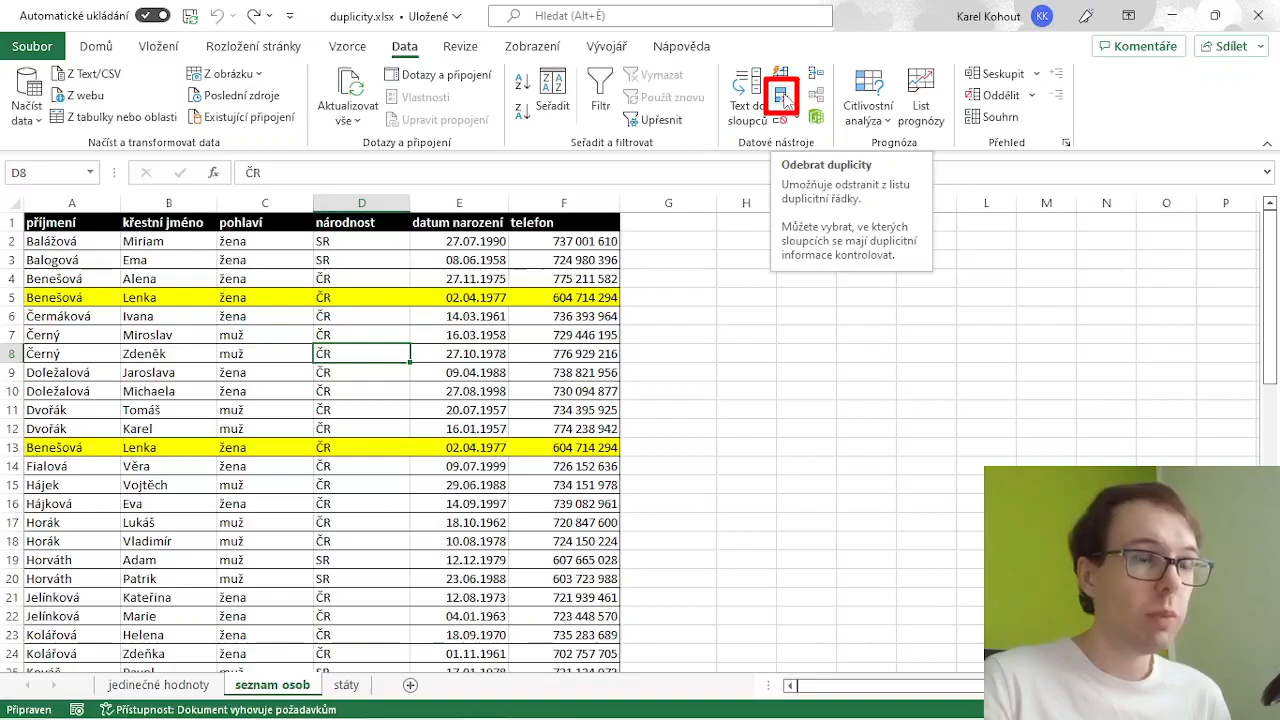 Automatické ukládání
duplicity.xlsx • Uložené
Hledat (Alt+Ě)
Karel Kohout KK
Soubor Domů Vložení Rozložení stránky Vzorce Data Revize Zobrazení Vývojář Nápověda
Komentáře Sdílet
Načíst data
Z Text/CSV
Z webu
Z tabulky nebo oblasti
Z obrázku
Poslední zdroje
Existující připojení
Načíst a transformovat data
Aktualizovat vše
Dotazy a připojení
Vlastnosti
Upravit propojení
Dotazy a připojení
Seřadit
Filtr
Vymazat
Použít znovu
Upřesnit
Seřadit a filtrovat
Text do sloupců
Datové nástroje
Citlivostní analýza
List prognózy
Prognóza
Seskupit
Oddělit
Souhrn
Přehled
D8
fx
ČR
Odebrat duplicity
Umožňuje odstranit z listu
duplicitní řádky.
Můžete vybrat, ve kterých
sloupcích se mají duplicitní
informace kontrolovat.
A B C D E F G H I L M N O P
1 příjmení křestní jméno pohlaví národnost datum narození telefon
2 Balážová Miriam žena SR 27.07.1990 737 001 610
3 Balogová Ema žena SR 08.06.1958 724 980 396
4 Benešová Alena žena ČR 27.11.1975 775 211 582
5 Benešová Lenka žena ČR 02.04.1977 604 714 294
6 Čermáková Ivana žena ČR 14.03.1961 736 393 964
7 Černý Miroslav muž ČR 16.03.1958 729 446 195
8 Černý Zdeněk muž ČR 27.10.1978 776 929 216
9 Doležalová Jaroslava žena ČR 09.04.1988 738 821 956
10 Doležalová Michaela žena ČR 27.08.1998 730 094 877
11 Dvořák Tomáš muž ČR 20.07.1957 734 395 925
12 Dvořák Karel muž ČR 16.01.1957 774 238 942
13 Benešová Lenka žena ČR 02.04.1977 604 714 294
14 Fialová Věra žena ČR 09.07.1999 726 152 636
15 Hájek Vojtěch muž ČR 29.06.1988 734 151 978
16 Hájková Eva žena ČR 14.09.1997 739 082 961
17 Horák Lukáš muž ČR 18.10.1962 720 847 600
18 Horák Vladimír muž ČR 10.08.1978 724 150 224
19 Horváth Adam muž SR 12.12.1979 607 665 028
20 Horváth Patrik muž SR 23.06.1988 603 723 988
21 Jelínková Kateřina žena ČR 12.08.1973 721 939 461
22 Jelínková Marie žena ČR 04.01.1963 723 448 570
23 Kolářová Helena žena ČR 18.09.1970 735 283 689
24 Kolářová Zdeňka žena ČR 01.11.1961 702 757 705
jedinečné hodnoty seznam osob státy
Připraven
Přístupnost: Dokument vyhovuje požadavkům